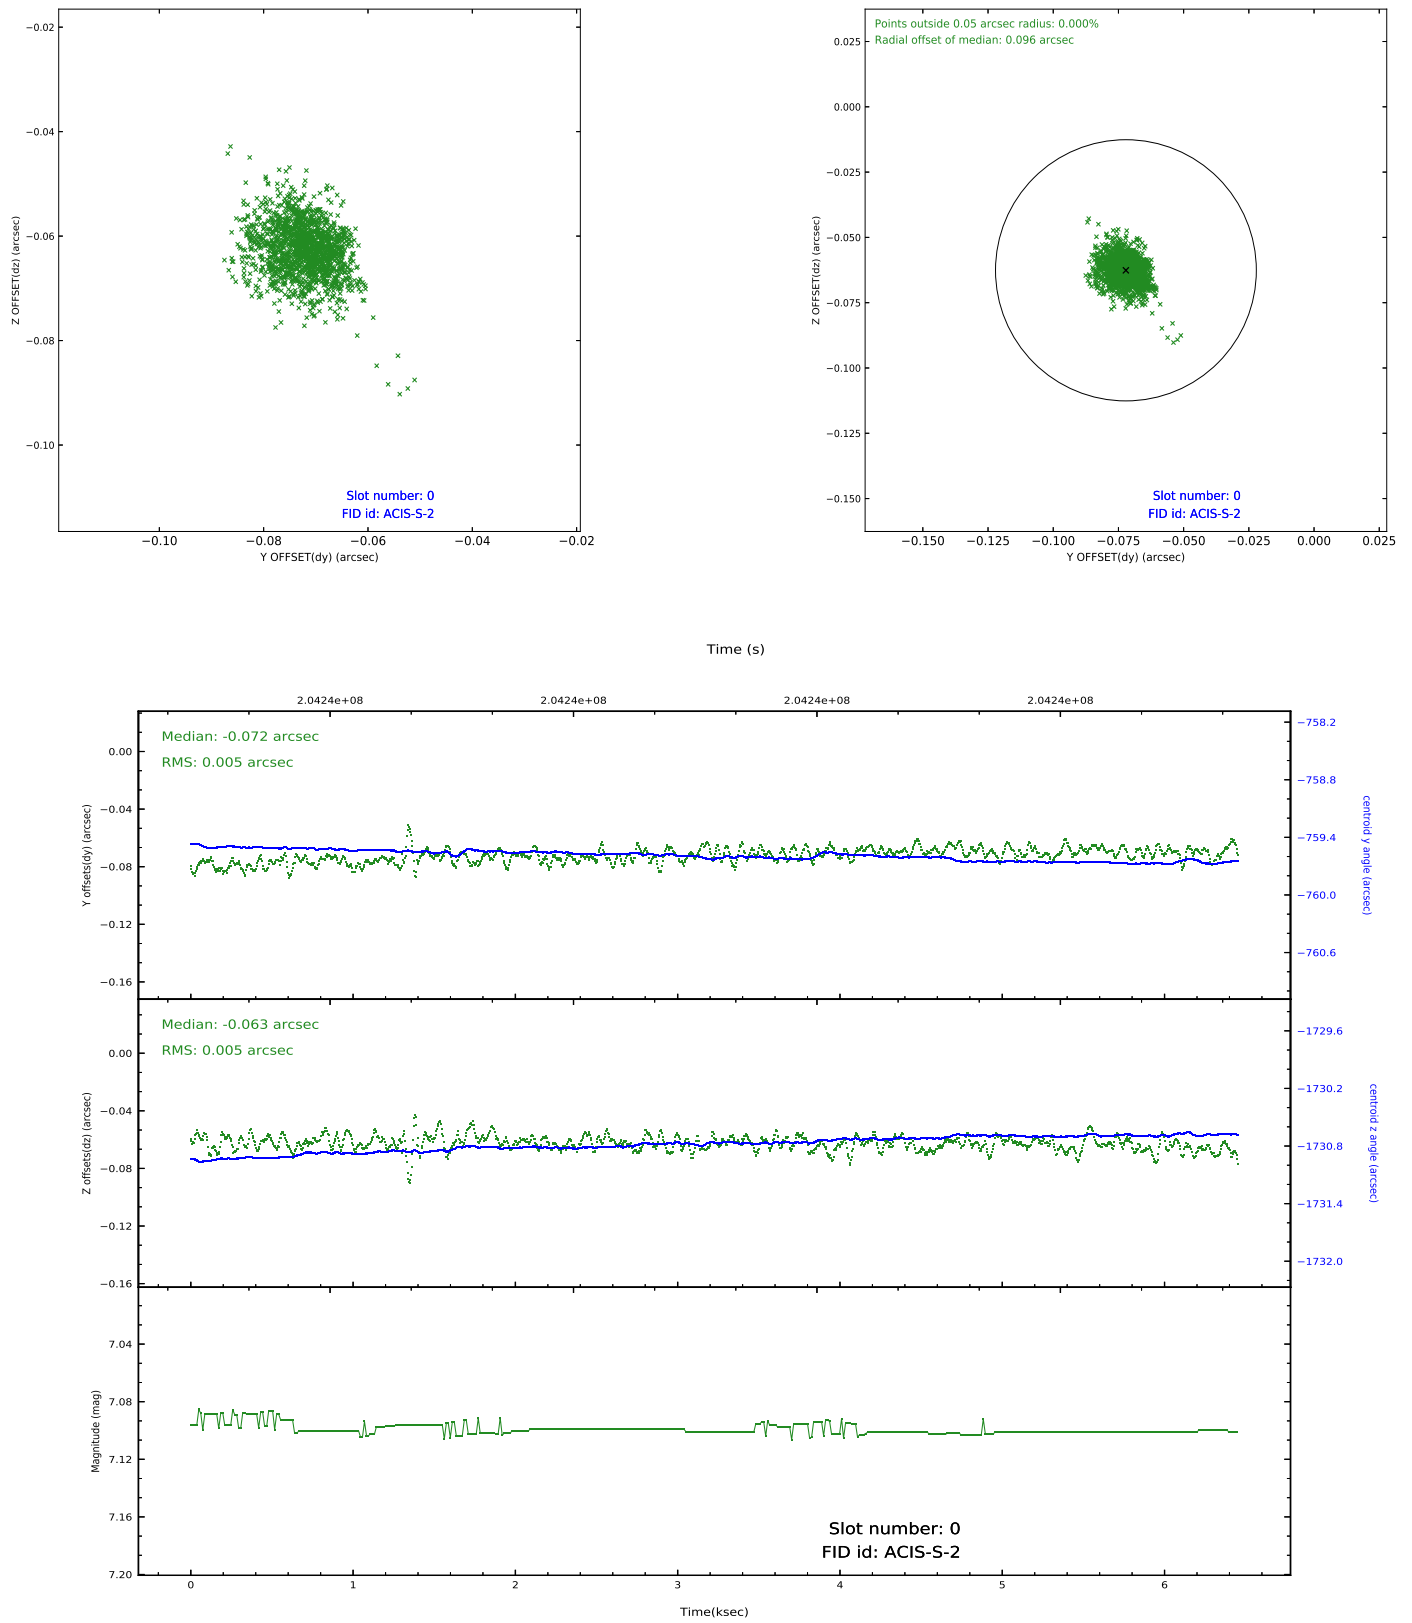 −0.02
−0.04
−0.06
−0.08
−0.10
Z OFFSET(dz) (arcsec)
Slot number: 0
FID id: ACIS-S-2
−0.10
−0.08
−0.06
−0.04
−0.02
Y OFFSET(dy) (arcsec)
Points outside 0.05 arcsec radius: 0.000%
Radial offset of median: 0.096 arcsec
0.025
0.000
−0.025
−0.050
−0.075
−0.100
−0.125
−0.150
Z OFFSET(dz) (arcsec)
Slot number: 0
FID id: ACIS-S-2
−0.150
−0.125
−0.100
−0.075
−0.050
−0.025
0.000
0.025
Y OFFSET(dy) (arcsec)
Time (s)
2.0424e+08
2.0424e+08
2.0424e+08
2.0424e+08
Median: -0.072 arcsec
RMS: 0.005 arcsec
0.00
−0.04
−0.08
−0.12
−0.16
Y offsets(dy) (arcsec)
−758.2
−758.8
−759.4
−760.0
−760.6
centroid y angle (arcsec)
Median: -0.063 arcsec
RMS: 0.005 arcsec
0.00
−0.04
−0.08
−0.12
−0.16
Z offsets(dz) (arcsec)
−1729.6
−1730.2
−1730.8
−1731.4
−1732.0
centroid z angle (arcsec)
7.04
7.08
7.12
7.16
7.20
Magnitude (mag)
Slot number: 0
FID id: ACIS-S-2
0
1
2
3
4
5
6
Time(ksec)